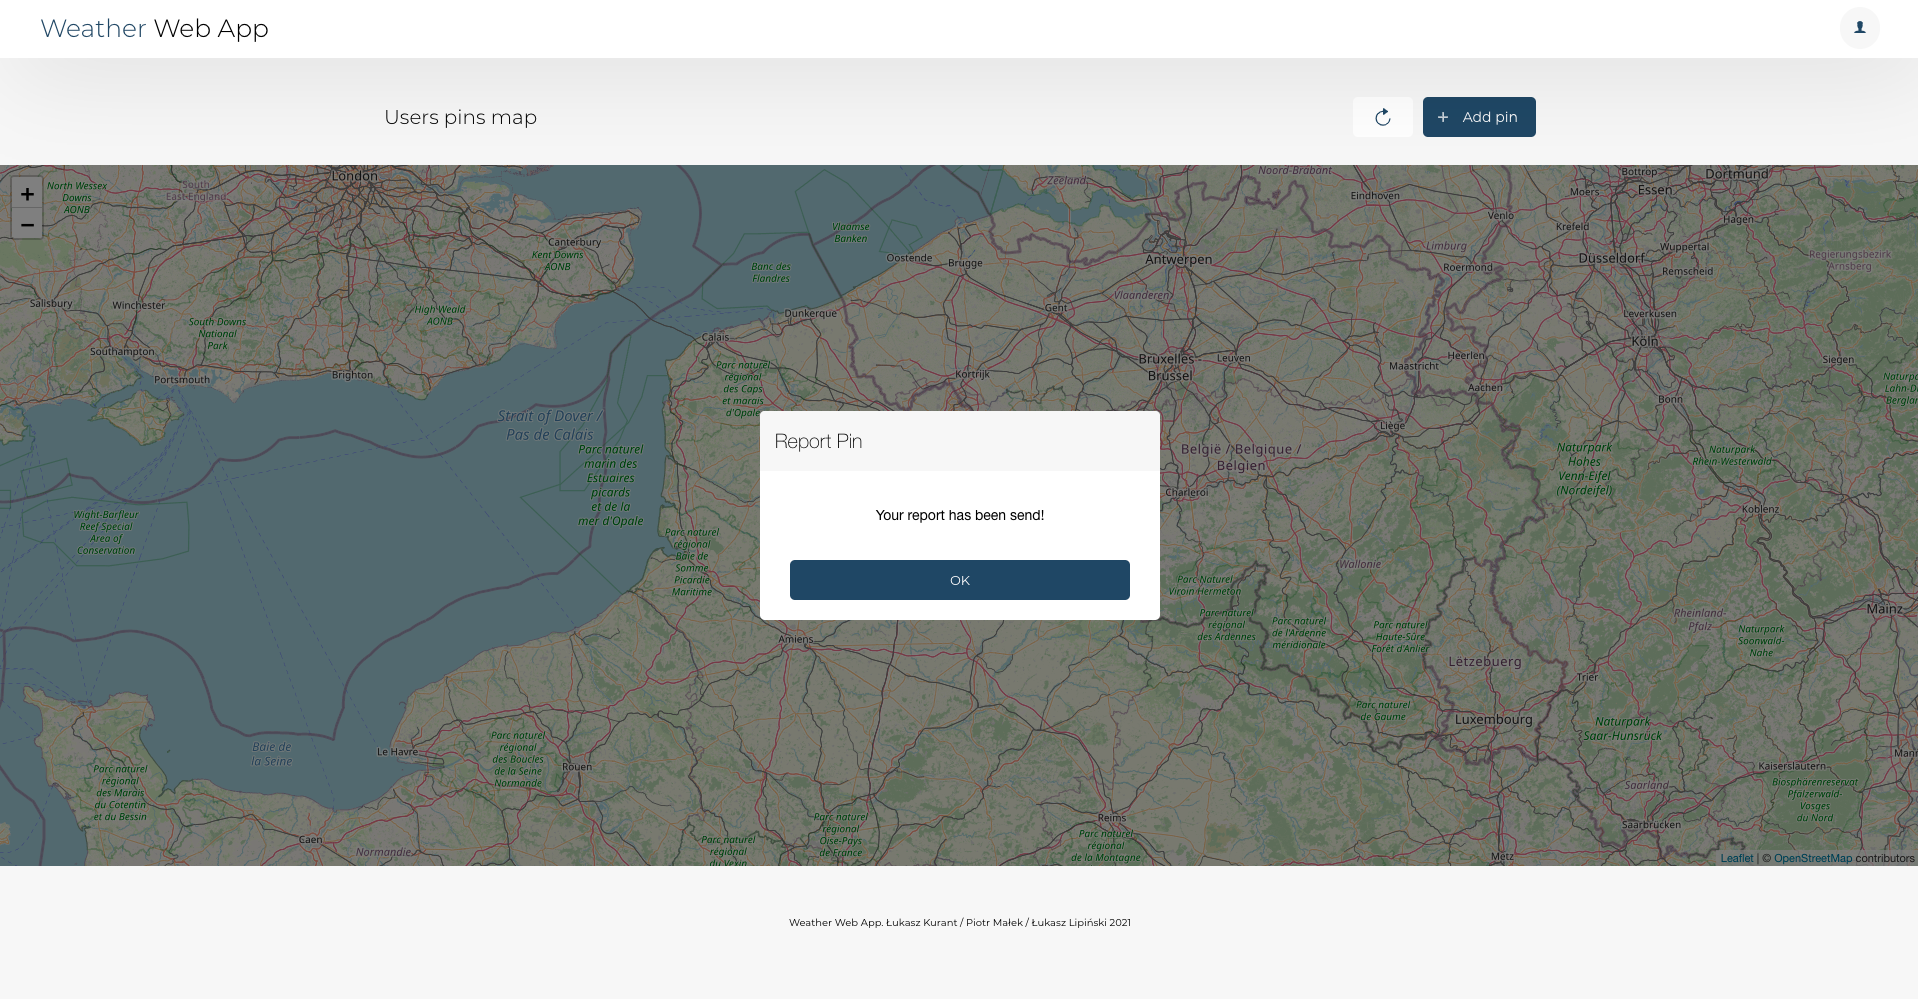 Weather Web App
Users pins map
+ Add pin
+
−
London
North Wessex
Downs
AONB
South
East England
Canterbury
Kent Downs
AONB
Salisbury
Winchester
High Weald
AONB
South Downs
National
Park
Southampton
Portsmouth
Brighton
Strait of Dover /
Pas de Calais
Parc naturel
marin des
Estuaires
picards
et de la
mer d'Opale
Wight-Barfleur
Reef Special
Area of
Conservation
Vlaamse
Banken
Banc des
Flandres
Zeeland
Noord-Brabant
Oostende
Brugge
Antwerpen
Vlaanderen
Gent
Dunkerque
Calais
Parc naturel
régional
des Caps
et marais
d'Opale
Kortrijk
Bruxelles -
Brussel
Leuven
Eindhoven
Venlo
Limburg
Roermond
Maastricht
Heerlen
Aachen
Liège
Moers
Bottrop
Essen
Dortmund
Hagen
Krefeld
Wuppertal
Düsseldorf
Remscheid
Regierungsbezirk
Arnsberg
Leverkusen
Köln
Siegen
Bonn
Naturpa
Lahn-D
Bergla
België / Belgique /
Belgien
Charleroi
Naturpark
Hohes
Venn-Eifel
(Nordeifel)
Naturpark
Rhein-Westerwald
Koblenz
Report Pin
Your report has been send!
OK
Parc naturel
régional
Baie de
Somme
Picardie
Maritime
Amiens
Wallonie
Parc Naturel
Viroin Hermeton
Parc naturel
régional
des Ardennes
Parc naturel
de l'Ardenne
méridionale
Parc naturel
Haute-Sûre
Forêt d'Anlier
Lëtzebuerg
Trier
Rheinland-
Pfalz
Naturpark
Soonwald-
Nahe
Mainz
Parc naturel
de Gaume
Luxembourg
Naturpark
Saar-Hunsrück
Baie de
la Seine
Le Havre
Parc naturel
régional
des Boucles
de la Seine
Normande
Rouen
Parc naturel
régional
des Marais
du Cotentin
et du Bessin
Caen
Normandie
Parc naturel
régional
du Vexin
Parc naturel
régional
Oise-Pays
de France
Reims
Parc naturel
régional
de la Montagne
Metz
Saarland
Saarbrücken
Kaiserslautern
Mann
Biosphärenreservat
Pfälzerwald-
Vosges
du Nord
Leaflet | © OpenStreetMap contributors
Weather Web App. Łukasz Kurant / Piotr Małek / Łukasz Lipiński 2021